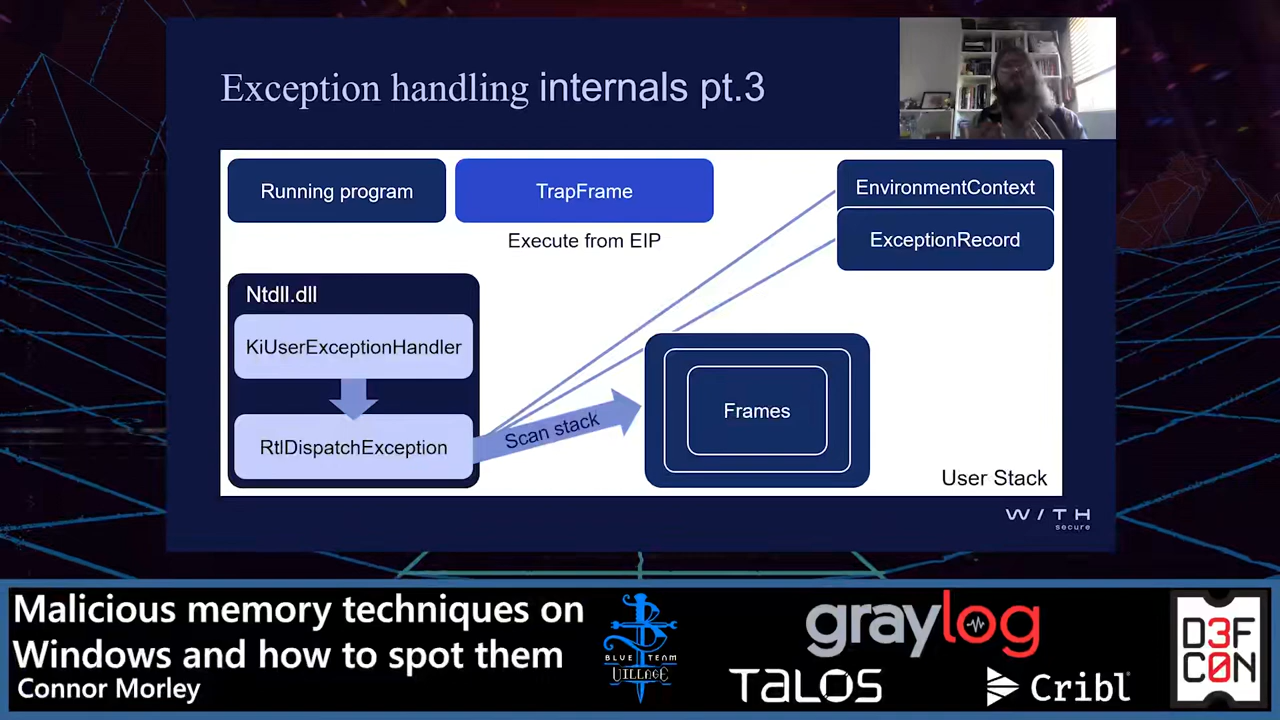 Exception handling internals pt.3
Running program
TrapFrame
EnvironmentContext
ExceptionRecord
Execute from EIP
Ntdll.dll
KiUserExceptionHandler
RtlDispatchException
Scan stack
Frames
User Stack
W / T H
secure
Malicious memory techniques on
Windows and how to spot them
Connor Morley
BLUE TEAM
VILLAGE
graylog
TALOS
Cribl
D3F
C0N